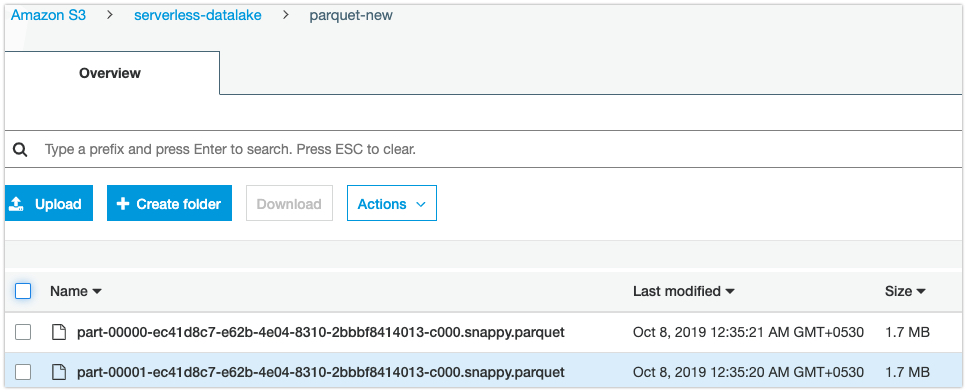 Amazon S3 > serverless-datalake > parquet-new
Overview
Type a prefix and press Enter to search. Press ESC to clear.
Upload Create folder Download Actions
Name Last modified Size
part-00000-ec41d8c7-e62b-4e04-8310-2bbbf8414013-c000.snappy.parquet Oct 8, 2019 12:35:21 AM GMT+0530 1.7 MB
part-00001-ec41d8c7-e62b-4e04-8310-2bbbf8414013-c000.snappy.parquet Oct 8, 2019 12:35:20 AM GMT+0530 1.7 MB